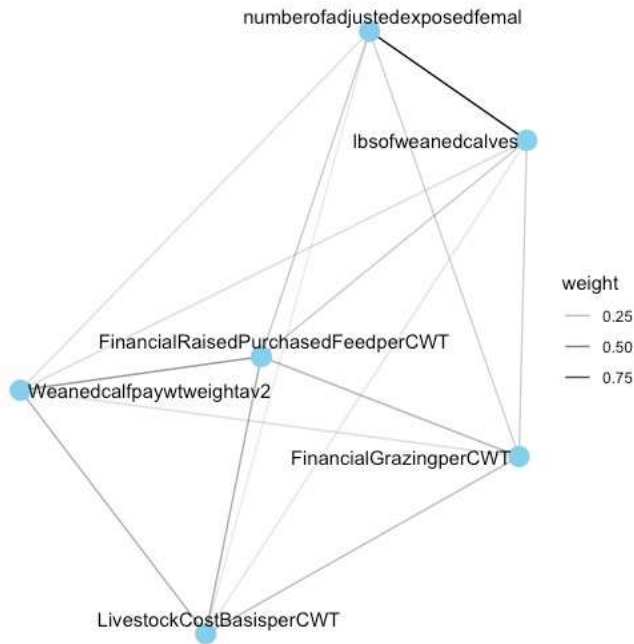 numberofadjustedexposedfemal
lbsofweanedcalves
weight
0.25
FinancialRaisedPurchasedFeedperCWT
0.50
0.75
Weanedcalfpaywtweightav2
FinancialGrazingperCWT
LivestockCostBasisperCWT